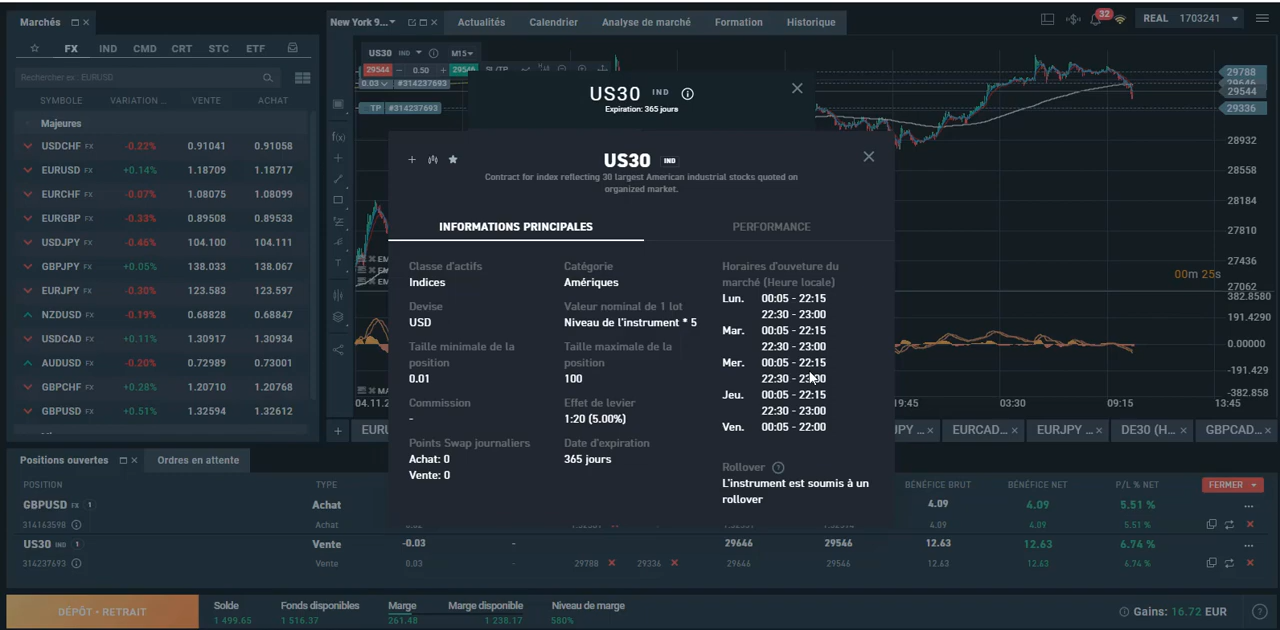 Marchés
New York 9...
Actualités
Calendrier
Analyse de marché
Formation
Historique
32
REAL 1703241
FX IND CMD CRT STC ETF
Rechercher ex : EURUSD
SYMBOLE VARIATION ... VENTE ACHAT
Majeures
USDCHF FX -0.22% 0.91041 0.91058
EURUSD FX +0.14% 1.18709 1.18717
EURCHF FX -0.07% 1.08075 1.08099
EURGBP FX -0.33% 0.89508 0.89533
USDJPY FX -0.46% 104.100 104.111
GBPJPY FX +0.05% 138.033 138.067
EURJPY FX -0.30% 123.583 123.597
NZDUSD FX -0.19% 0.68828 0.68847
USDCAD FX +0.11% 1.30917 1.30934
AUDUSD FX -0.20% 0.72989 0.73001
GBPCHF FX +0.28% 1.20710 1.20768
GBPUSD FX +0.51% 1.32594 1.32612
US30 IND M15
29544 0.50 29546 SL/TP
0.03 #314237693
TP #314237693
US30 IND
Expiration: 365 jours
US30 IND
Contract for index reflecting 30 largest American industrial stocks quoted on
organized market.
INFORMATIONS PRINCIPALES
PERFORMANCE
Classe d'actifs
Indices
Devise
USD
Taille minimale de la
position
0.01
Commission
-
Points Swap journaliers
Achat: 0
Vente: 0
Catégorie
Amériques
Valeur nominal de 1 lot
Niveau de l'instrument * 5
Taille maximale de la
position
100
Effet de levier
1:20 (5.00%)
Date d'expiration
365 jours
Horaires d'ouveture du
marché (Heure locale)
Lun. 00:05 - 22:15
22:30 - 23:00
Mar. 00:05 - 22:15
22:30 - 23:00
Mer. 00:05 - 22:15
22:30 - 23:00
Jeu. 00:05 - 22:15
22:30 - 23:00
Ven. 00:05 - 22:00
Rollover
L'instrument est soumis à un
rollover
29788
29544
29336
28932
28558
28184
27810
27436
27062
00m 25s
382.8580
191.4290
0.00000
-191.429
-382.858
04.11
19:45 03:30 09:15 13:45
EURU
JPY ...
EURCAD...
EURJPY ...
DE30 (H...
GBPCAD...
Positions ouvertes
Ordres en attente
POSITION TYPE BÉNÉFICE BRUT BÉNÉFICE NET P/L % NET FERMER
GBPUSD FX 1 Achat 4.09 4.09 5.51 %
314163598 Achat 4.09 4.09 5.51 %
US30 IND 1 Vente -0.03 - 29646 29546 12.63 12.63 6.74 %
314237693 Vente 0.03 - 29788 29336 29646 29546 12.63 12.63 6.74 %
DÉPÔT • RETRAIT
Solde
1 499.65
Fonds disponibles
1 516.37
Marge
261.48
Marge disponible
1 238.17
Niveau de marge
580%
Gains: 16.72 EUR